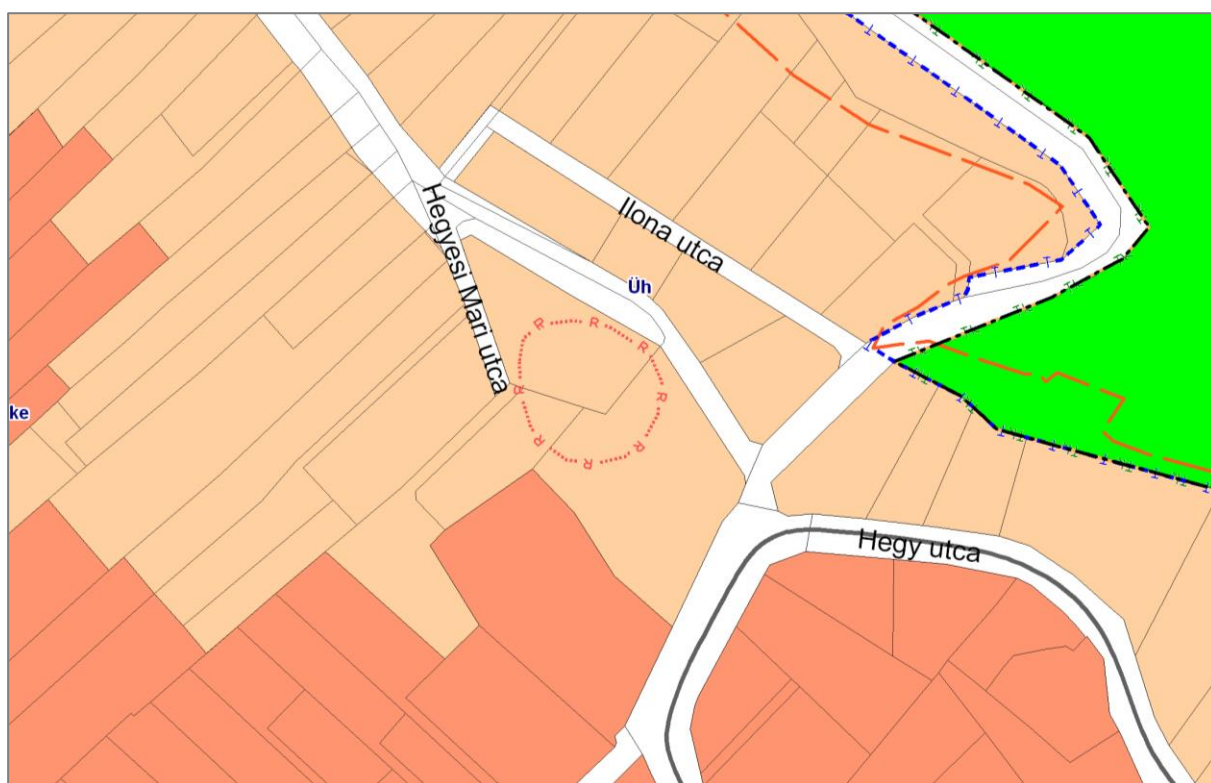 Ilona utca
Hegyesi Mari utca
Üh
R R R R R R R R R
ke
Hegy utca